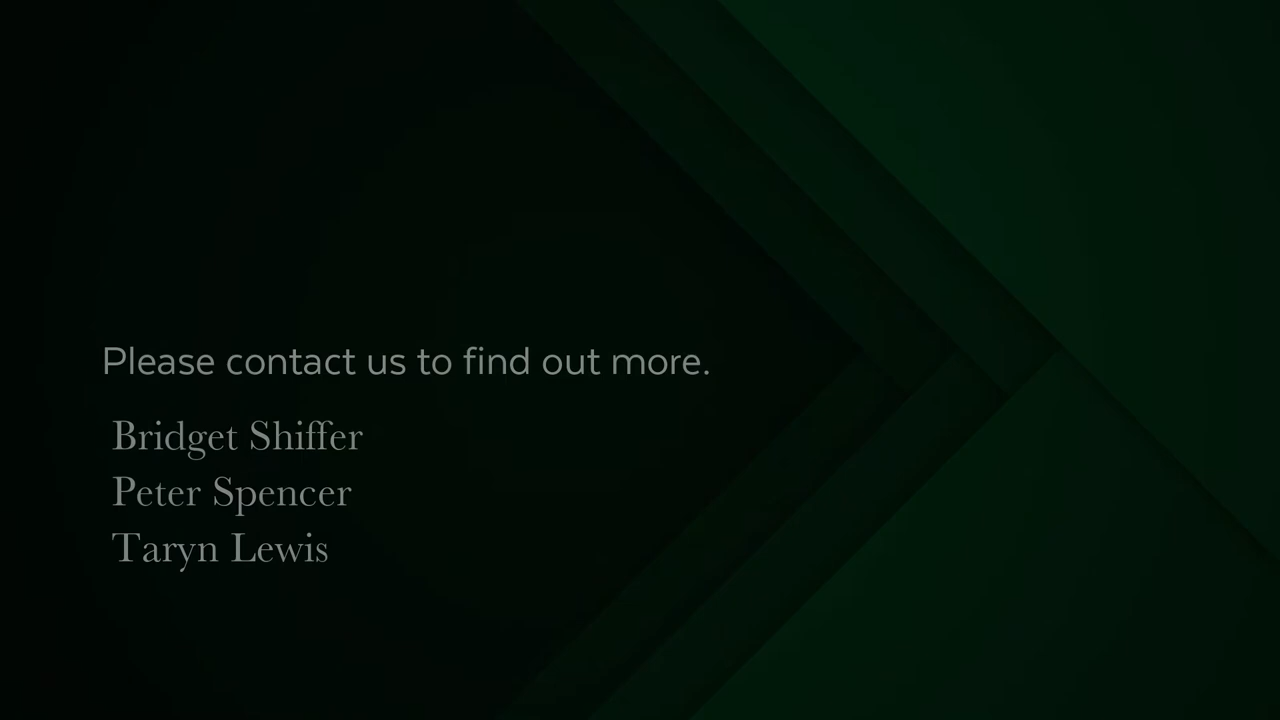 Please contact us to find out more.
Bridget Shiffer
Peter Spencer
Taryn Lewis